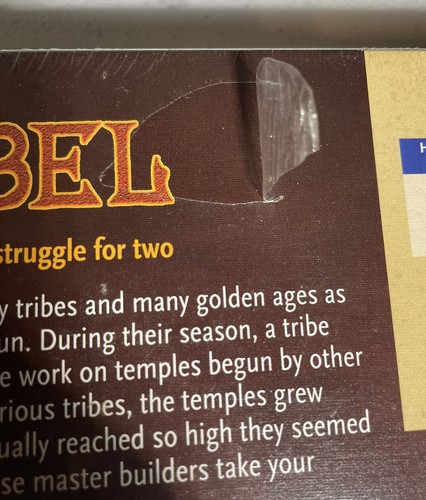 BEL
struggle for two
y tribes and many golden ages as
un. During their season, a tribe
e work on temples begun by other
rious tribes, the temples grew
ually reached so high they seemed
se master builders take your
H